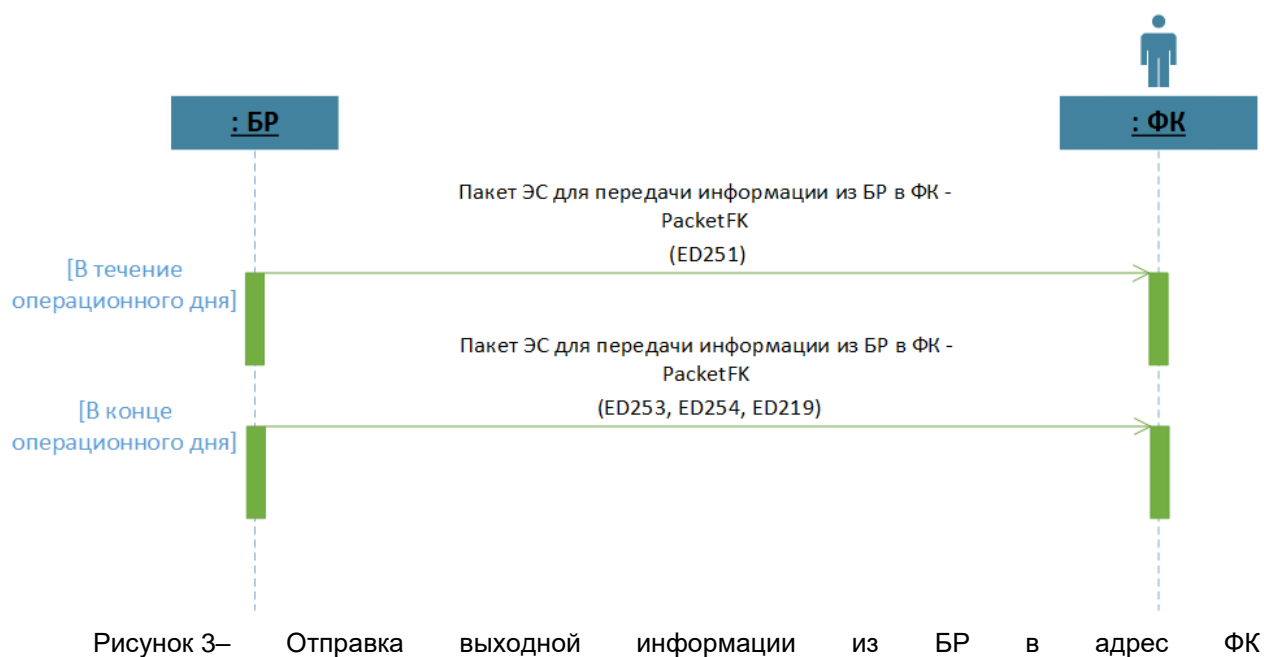 : БР
: ФК
Пакет ЭС для передачи информации из БР в ФК -
PacketFK
(ED251)
[В течение
операционного дня]
Пакет ЭС для передачи информации из БР в ФК -
PacketFK
(ED253, ED254, ED219)
[В конце
операционного дня]
Рисунок 3– Отправка выходной информации из БР в адрес ФК